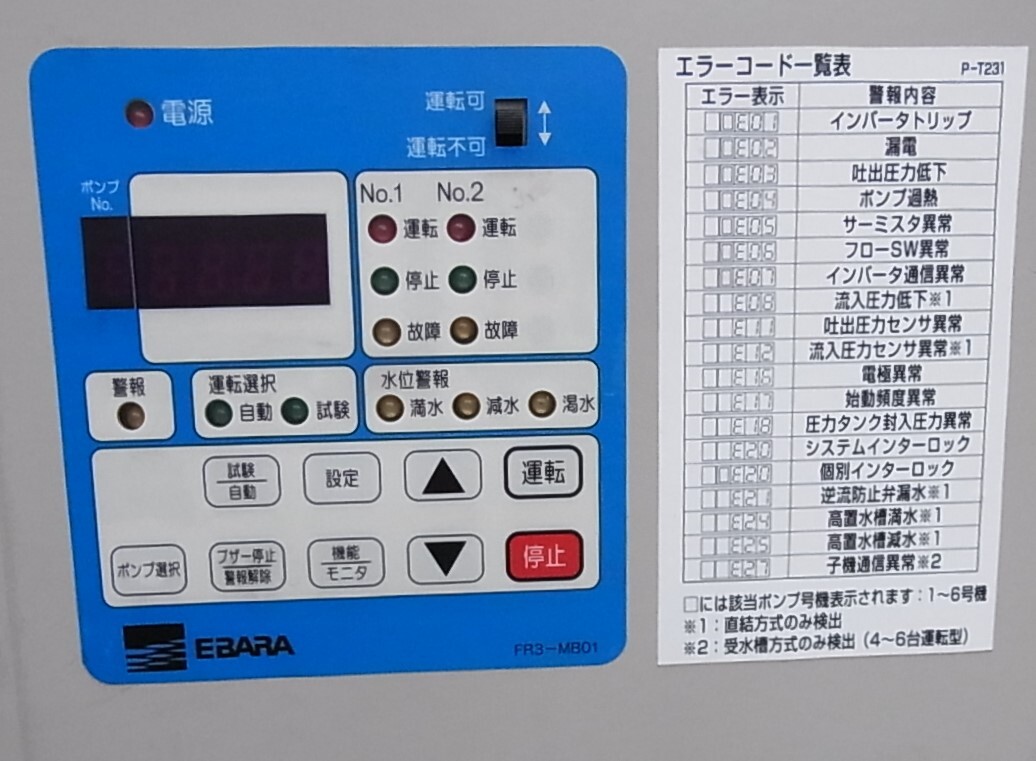 電源
運転可
運転不可
ポンプ
No.
No.1 No.2
運転 運転
停止 停止
故障 故障
警報
運転選択
自動 試験
水位警報
満水 減水 渇水
試験
自動
設定
▲
運転
ポンプ選択
ブザー停止
警報解除
機能
モニタ
▼
停止
EBARA
FR3-MB01
エラーコード一覧表 P-T231
エラー表示 警報内容
□E01 インバータトリップ
□E02 漏電
□E03 吐出圧力低下
□E04 ポンプ過熱
□E05 サーミスタ異常
□E06 フローSW異常
□E07 インバータ通信異常
E08 流入圧力低下※1
E11 吐出圧力センサ異常
E12 流入圧力センサ異常※1
E15 電極異常
E17 始動頻度異常
E18 圧力タンク封入圧力異常
E20 システムインターロック
□E20 個別インターロック
E21 逆流防止弁漏水※1
E24 高置水槽満水※1
E25 高置水槽減水※1
E27 子機通信異常※2
□には該当ポンプ号機表示されます：1～6号機
※1：直結方式のみ検出
※2：受水槽方式のみ検出（4～6台運転型）